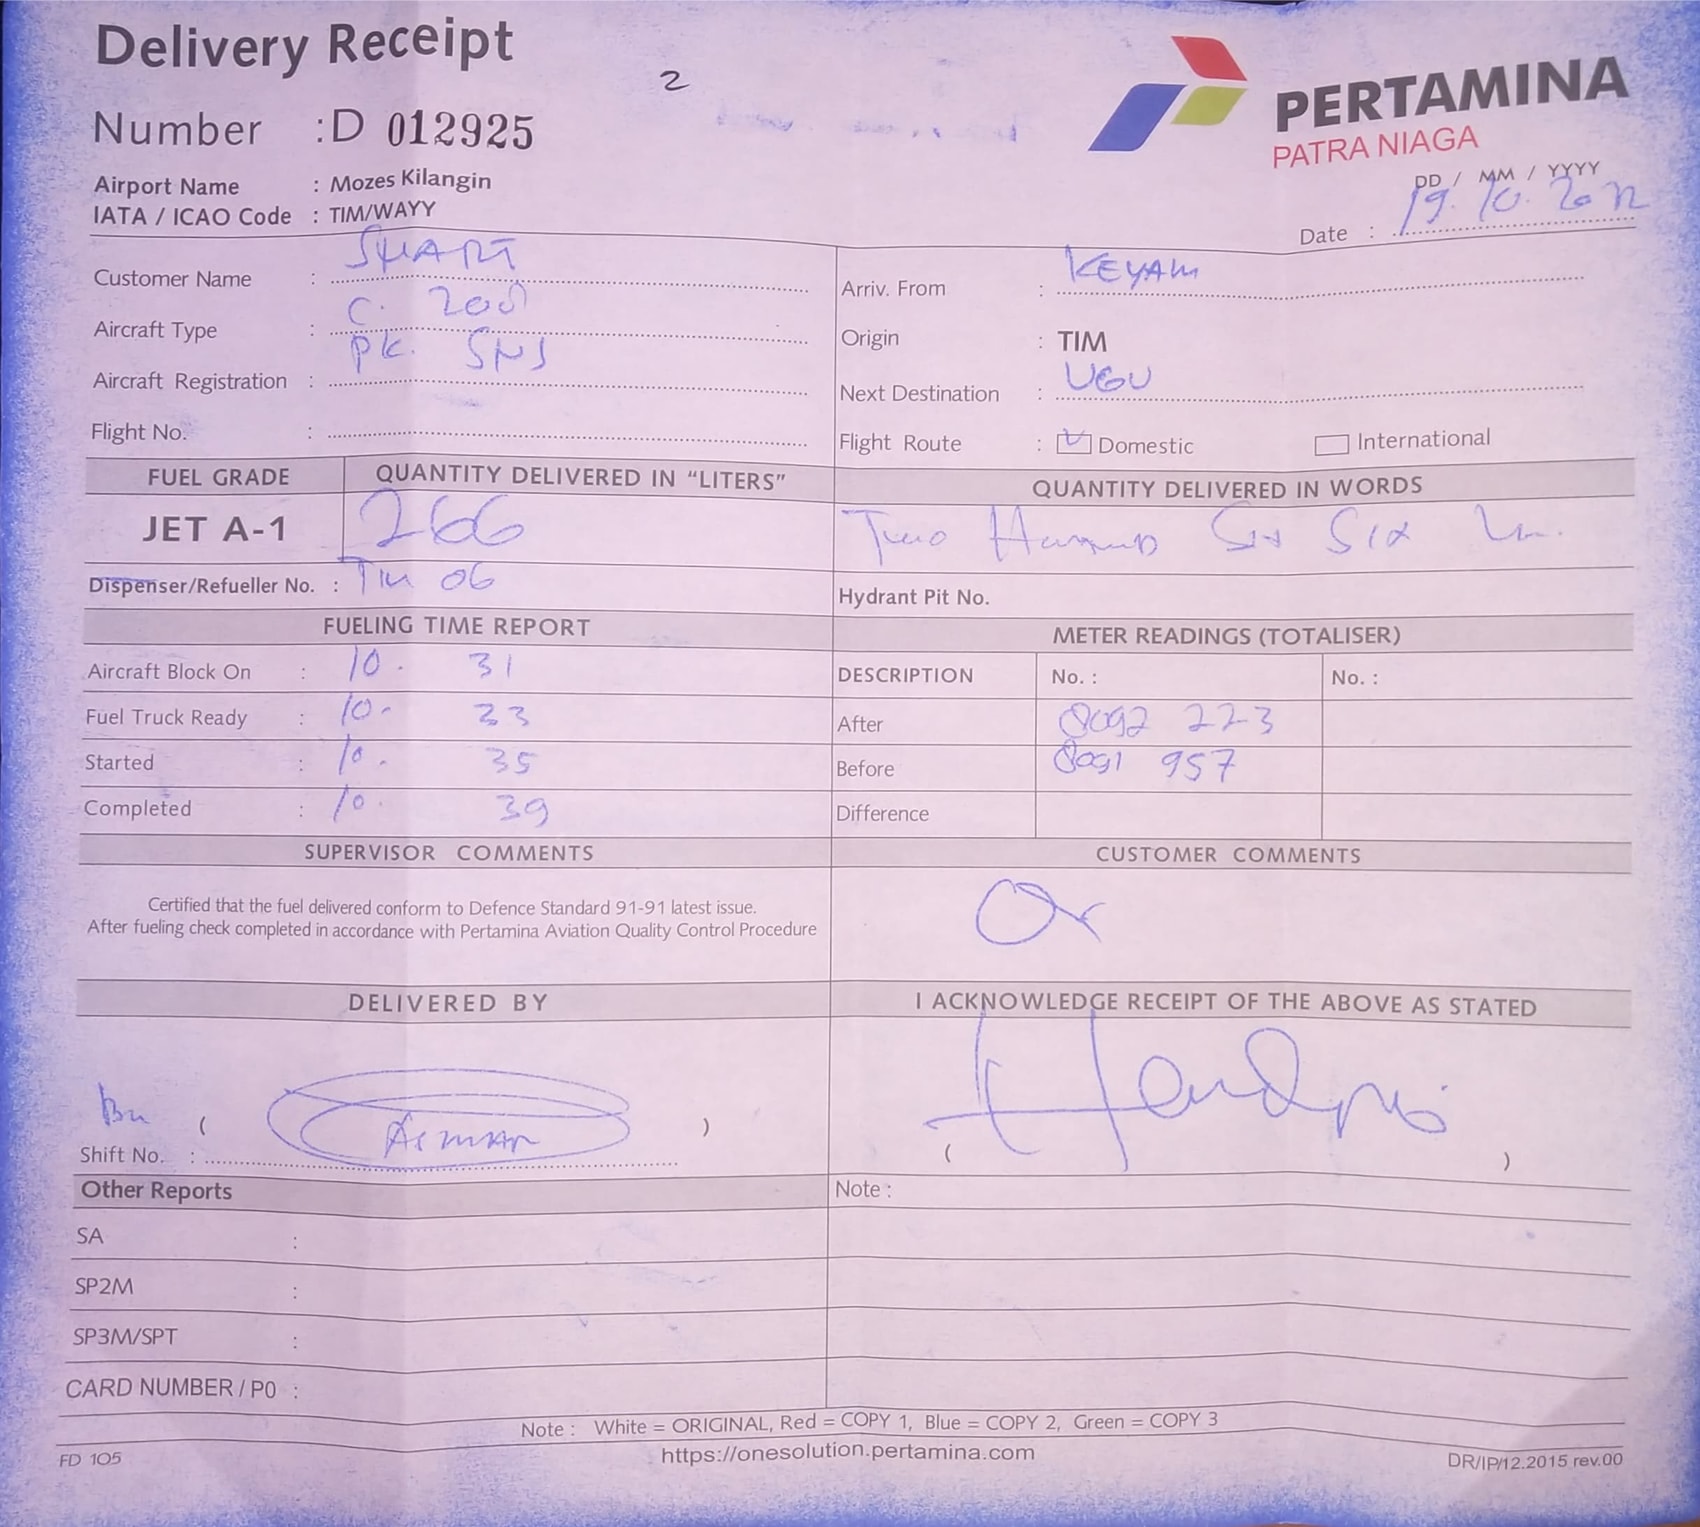 Delivery Receipt
2
PERTAMINA
PATRA NIAGA
Number :D 012925
Airport Name : Mozes Kilangin
IATA / ICAO Code : TIM/WAYY
DD / MM / YYYY
Date : 19. 10. 2022
Customer Name : SMART
Arriv. From : KEYAM
Aircraft Type : C. 208
Origin : TIM
Aircraft Registration : PK. SNJ
Next Destination : UGU
Flight No. :
Flight Route : Domestic International
FUEL GRADE QUANTITY DELIVERED IN “LITERS” QUANTITY DELIVERED IN WORDS
JET A-1 266 Two Hundred Six Six
Dispenser/Refueller No. : TIM 06
Hydrant Pit No.
FUELING TIME REPORT METER READINGS (TOTALISER)
Aircraft Block On : 10. 31
DESCRIPTION No. : No. :
Fuel Truck Ready : 10. 33
After 8092 223
Started : 10. 35
Before 8091 957
Completed : 10. 39
Difference
SUPERVISOR COMMENTS CUSTOMER COMMENTS
Certified that the fuel delivered conform to Defence Standard 91-91 latest issue.
After fueling check completed in accordance with Pertamina Aviation Quality Control Procedure
Ok
DELIVERED BY I ACKNOWLEDGE RECEIPT OF THE ABOVE AS STATED
( )
Shift No. :
( )
Other Reports Note :
SA :
SP2M :
SP3M/SPT :
CARD NUMBER / P0 :
Note : White = ORIGINAL, Red = COPY 1, Blue = COPY 2, Green = COPY 3
FD 105 https://onesolution.pertamina.com DR/IP/12.2015 rev.00